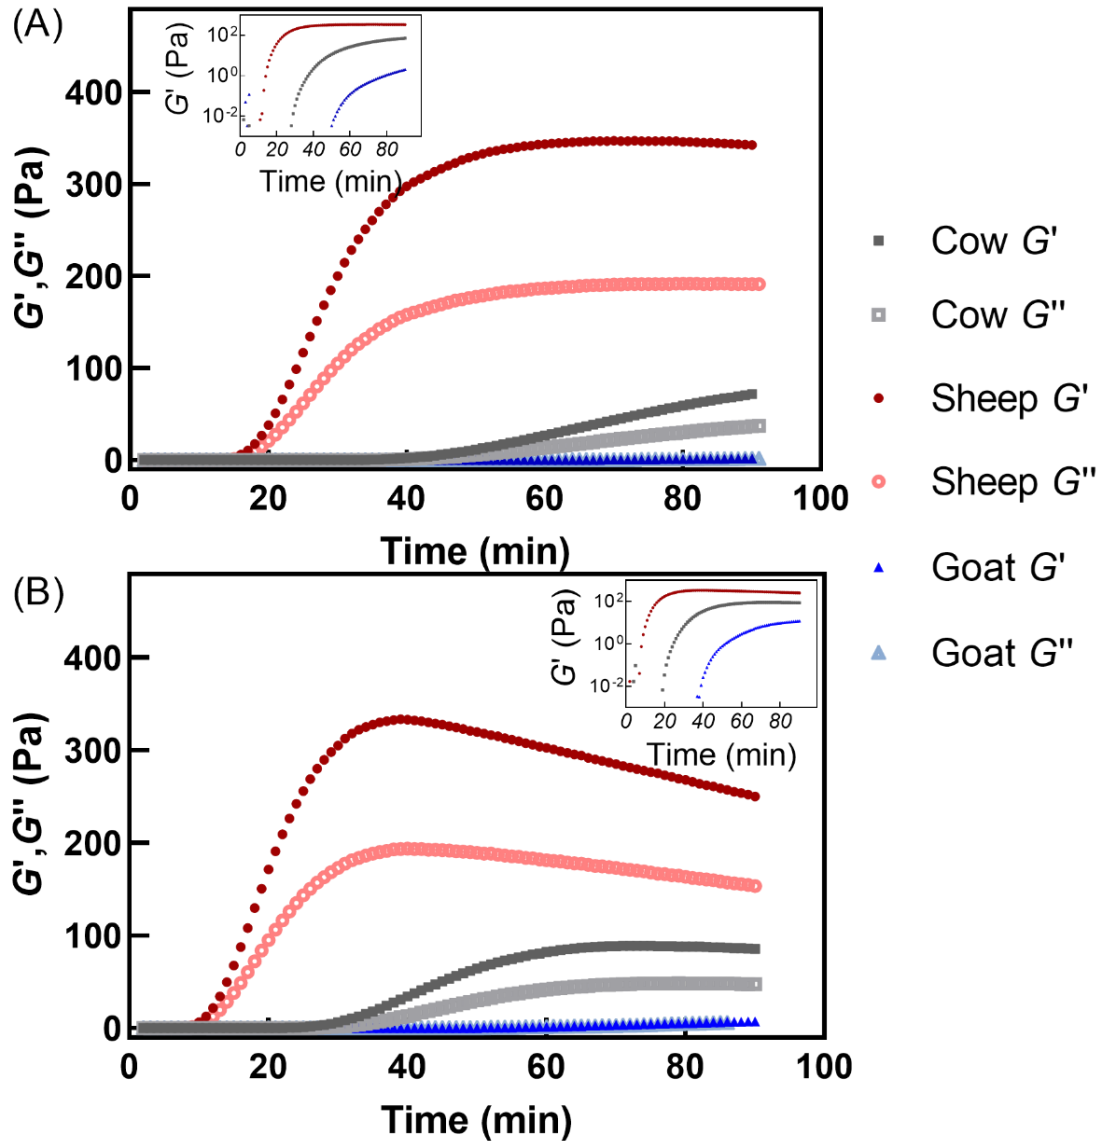 (A)
G' (Pa)
10²
10⁰
10⁻²
0 20 40 60 80
Time (min)
G',G'' (Pa)
400
300
200
100
0
0 20 40 60 80 100
Time (min)
Cow G'
Cow G''
Sheep G'
Sheep G''
Goat G'
Goat G''
(B)
G' (Pa)
10²
10⁰
10⁻²
0 20 40 60 80
Time (min)
G',G'' (Pa)
400
300
200
100
0
0 20 40 60 80 100
Time (min)